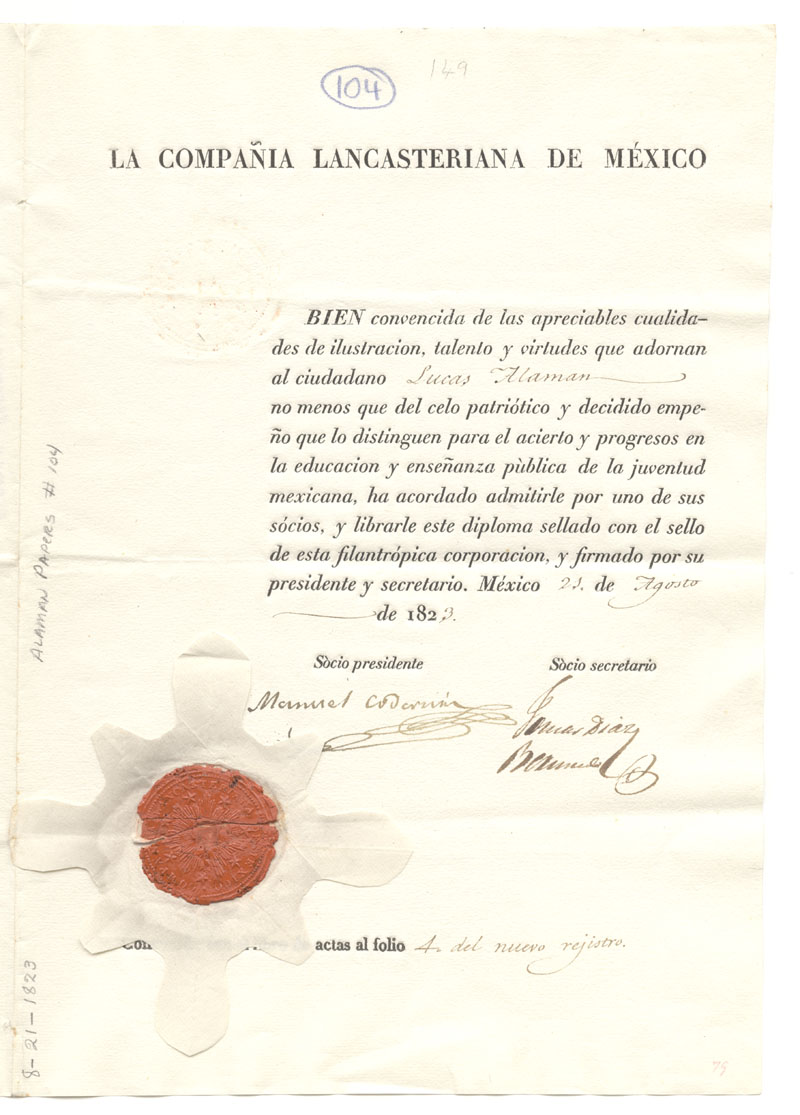 104
149
LA COMPAÑIA LANCASTERIANA DE MÉXICO
BIEN convencida de las apreciables cualida-
des de ilustracion, talento y virtudes que adornan
al ciudadano Lucas Alaman
no menos que del celo patriótico y decidido empe-
ño que lo distinguen para el acierto y progresos en
la educacion y enseñanza pùblica de la juventud
mexicana, ha acordado admitirle por uno de sus
sócios, y librarle este diploma sellado con el sello
de esta filantrópica corporacion, y firmado por su
presidente y secretario. México 21. de Agosto
de 1823.
Sòcio presidente
Sòcio secretario
Manuel Codorniu
Diaz
actas al folio 4. del nuevo rejistro.
ALAMAN PAPERS # 104
8-21-1823
75